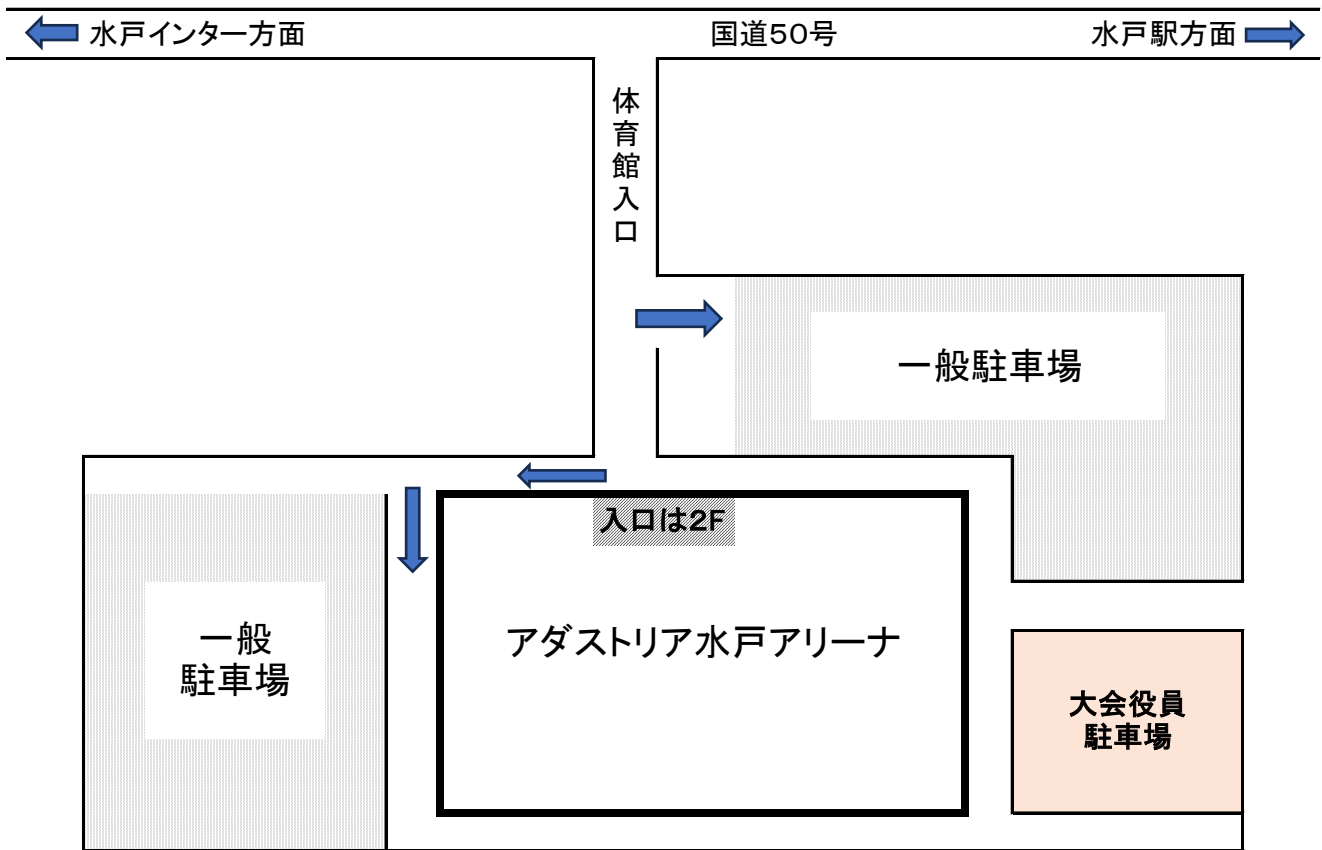 水戸インター方面
国道50号
水戸駅方面
体育館入口
一般駐車場
入口は2F
アダストリア水戸アリーナ
一般
駐車場
大会役員
駐車場